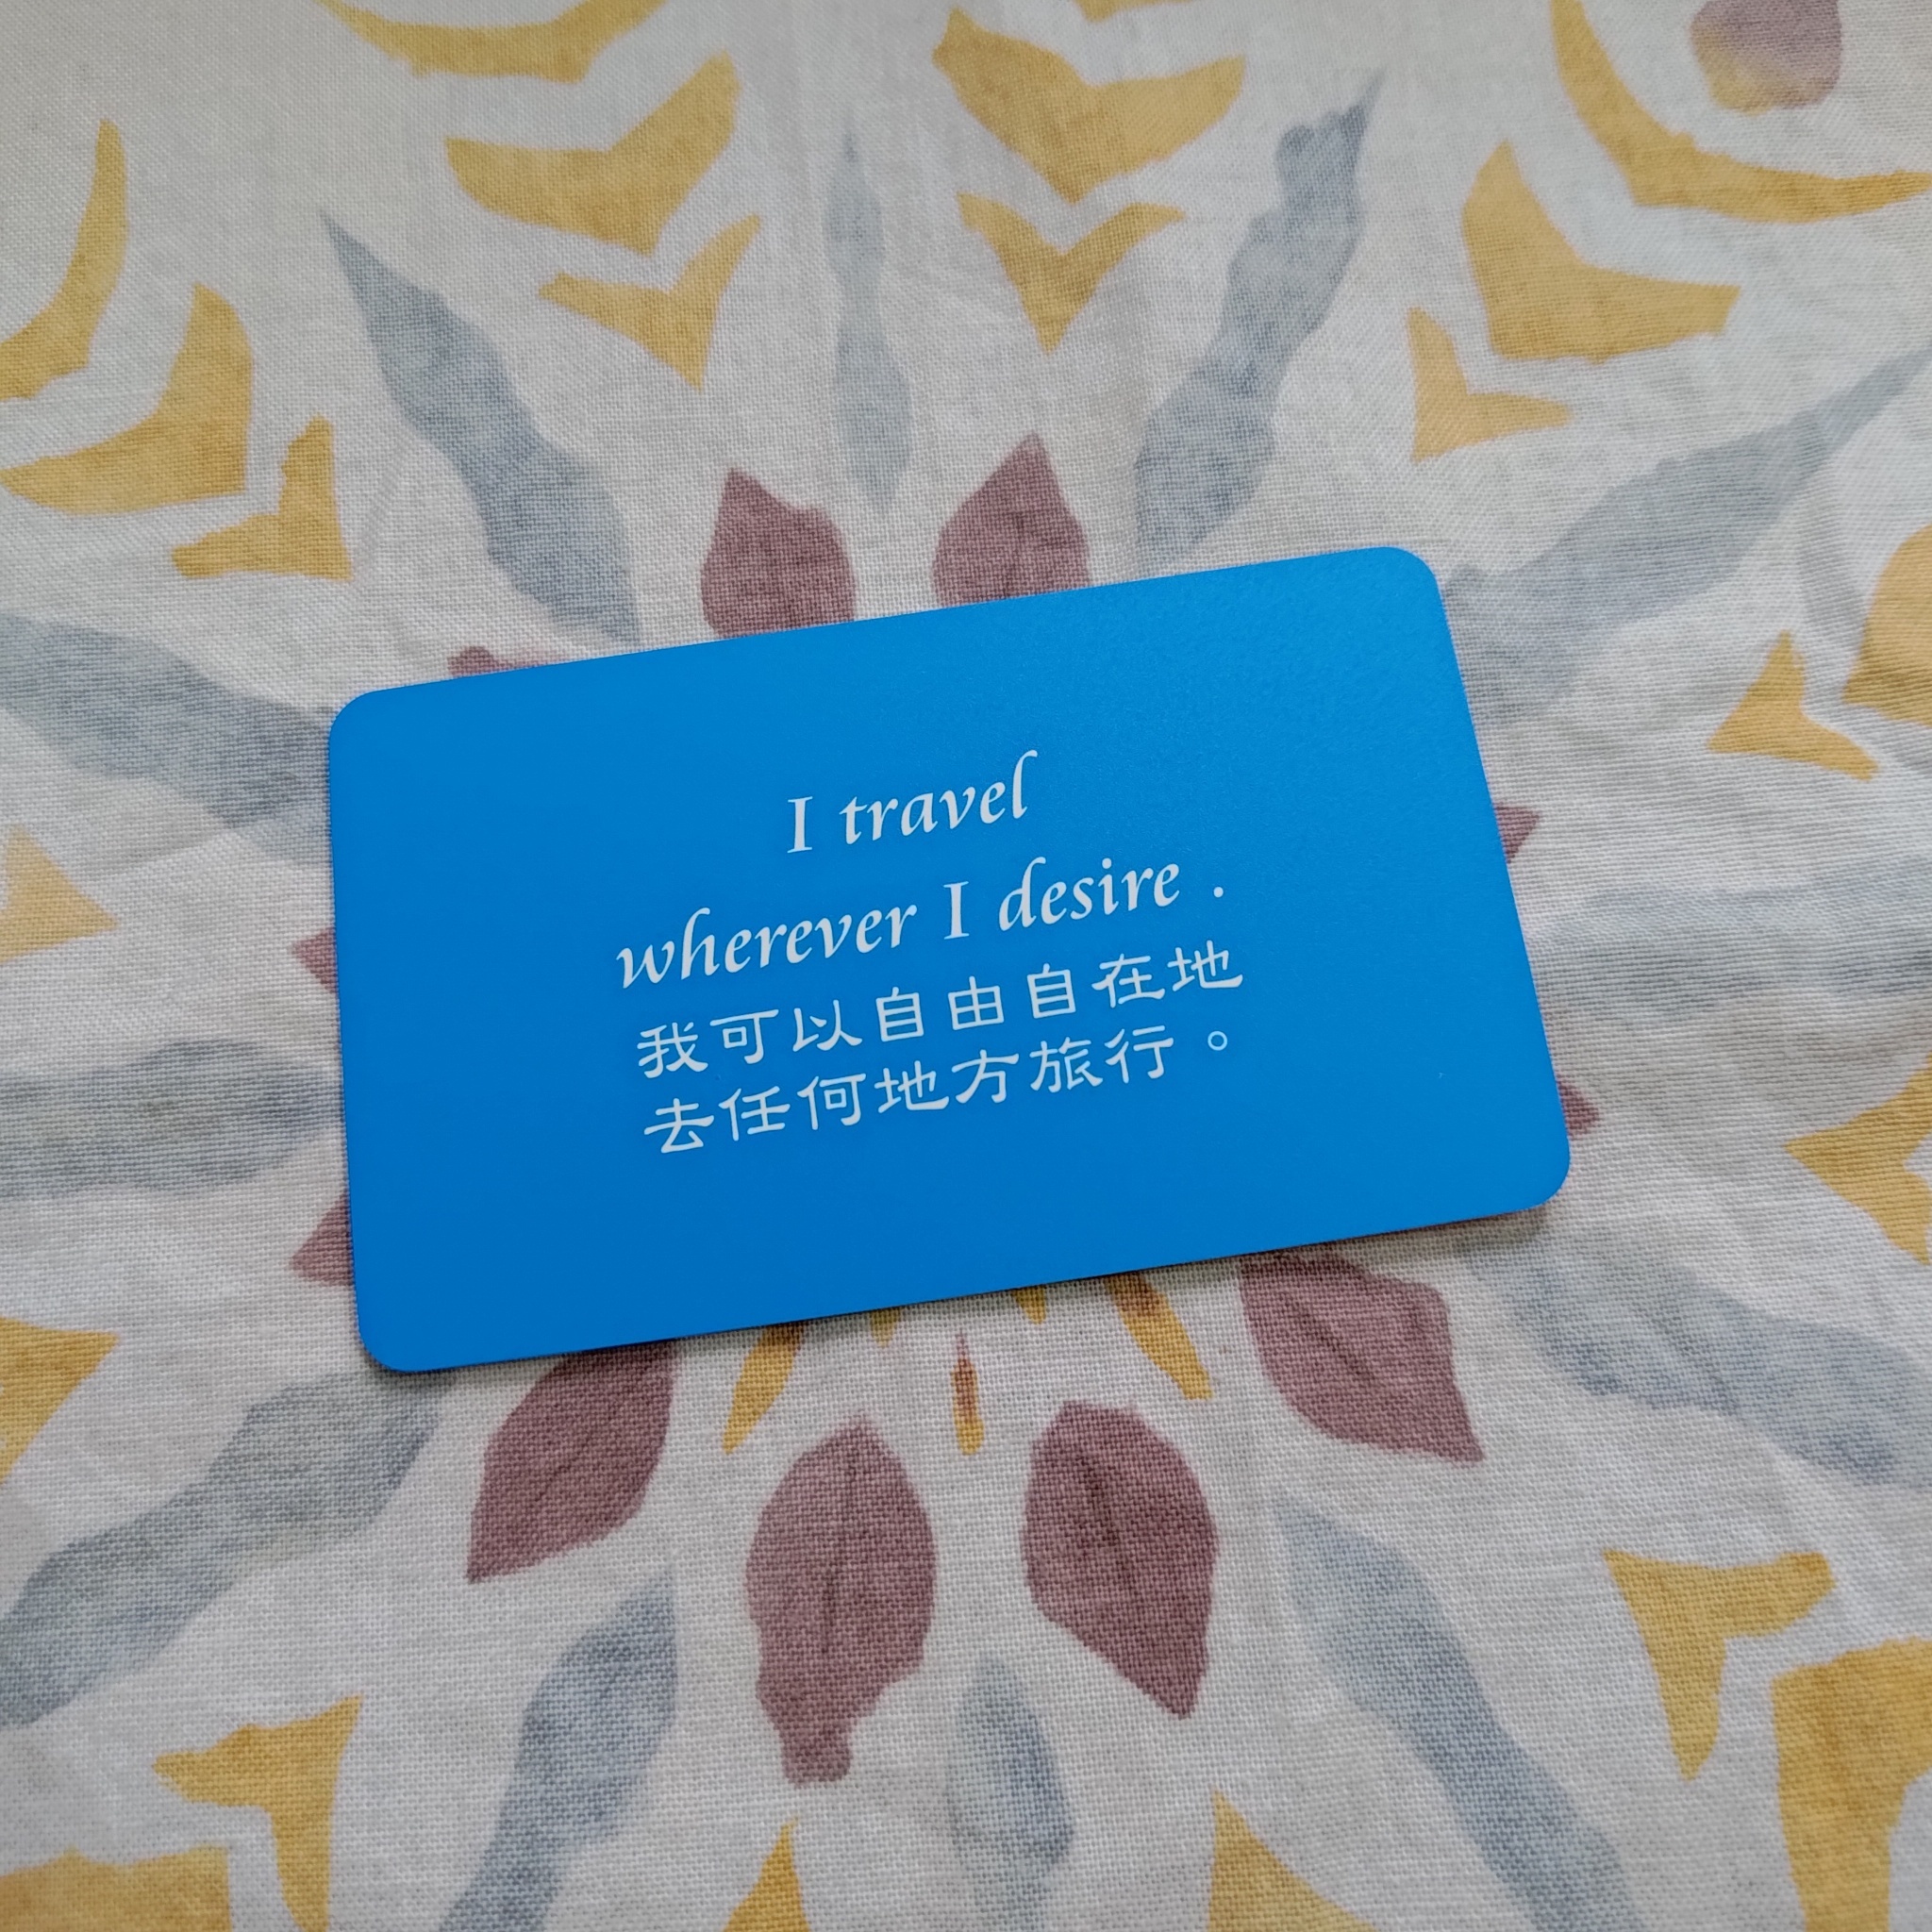 I travel
wherever I desire .
我可以自由自在地
去任何地方旅行。